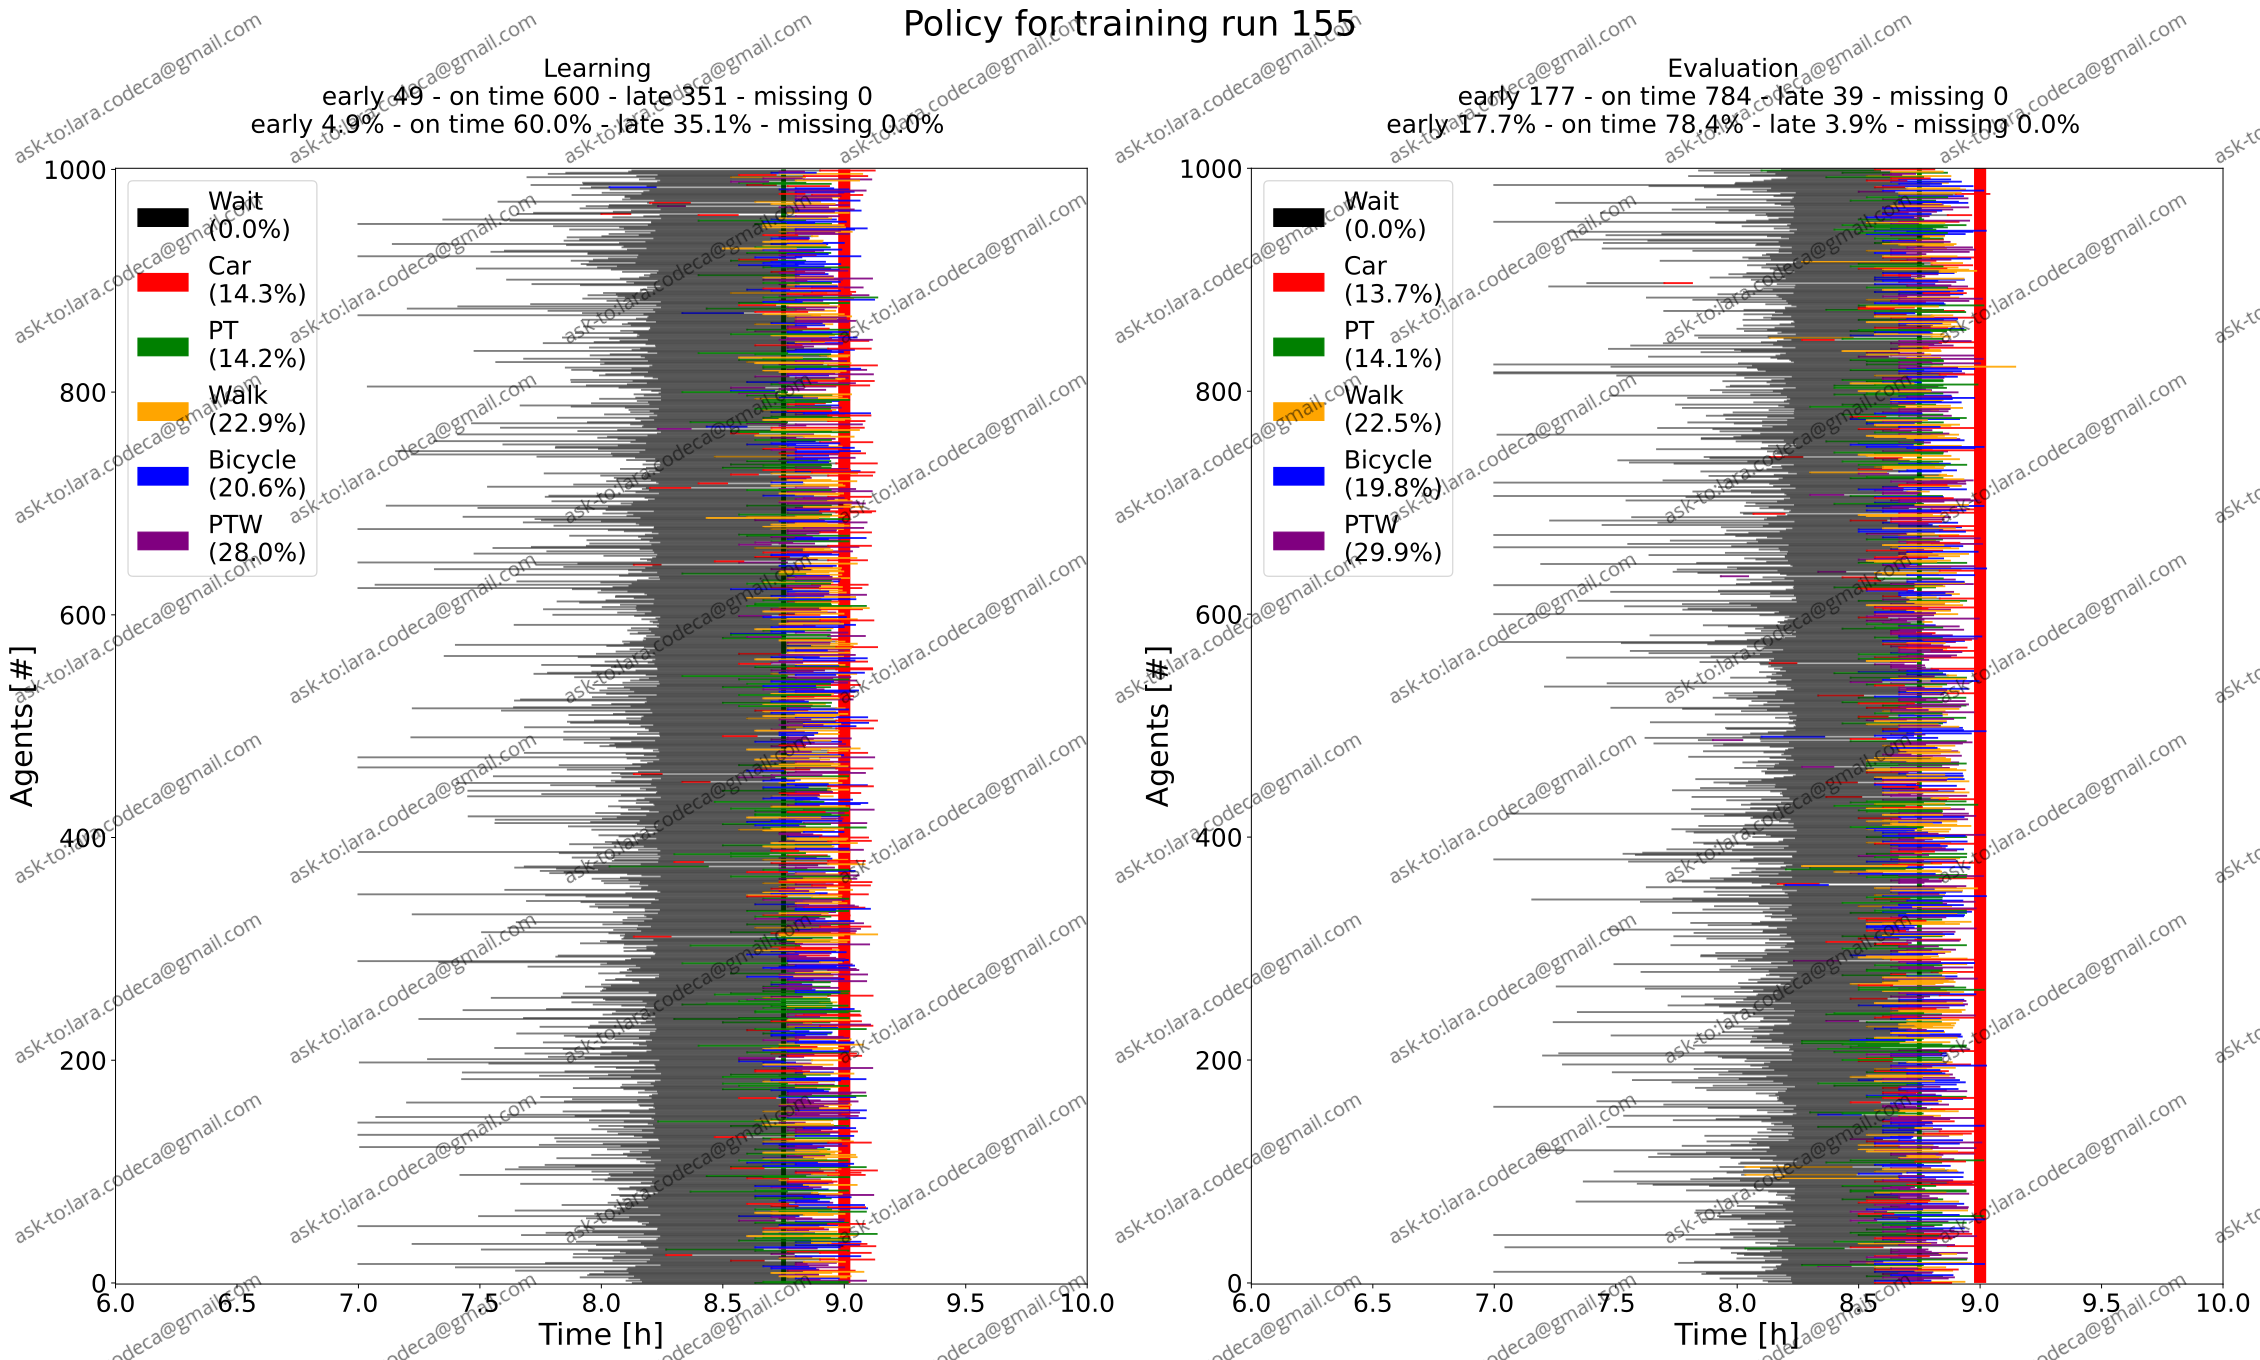 Policy for training run 155
Learning
early 49 - on time 600 - late 351 - missing 0
early 4.9% - on time 60.0% - late 35.1% - missing 0.0%
1000
800
600
400
200
0
Agents [#]
Wait
(0.0%)
Car
(14.3%)
PT
(14.2%)
Walk
(22.9%)
Bicycle
(20.6%)
PTW
(28.0%)
6.0 6.5 7.0 7.5 8.0 8.5 9.0 9.5 10.0
Time [h]
Evaluation
early 177 - on time 784 - late 39 - missing 0
early 17.7% - on time 78.4% - late 3.9% - missing 0.0%
1000
800
600
400
200
0
Agents [#]
Wait
(0.0%)
Car
(13.7%)
PT
(14.1%)
Walk
(22.5%)
Bicycle
(19.8%)
PTW
(29.9%)
6.0 6.5 7.0 7.5 8.0 8.5 9.0 9.5 10.0
Time [h]
ask-to:lara.codeca@gmail.com